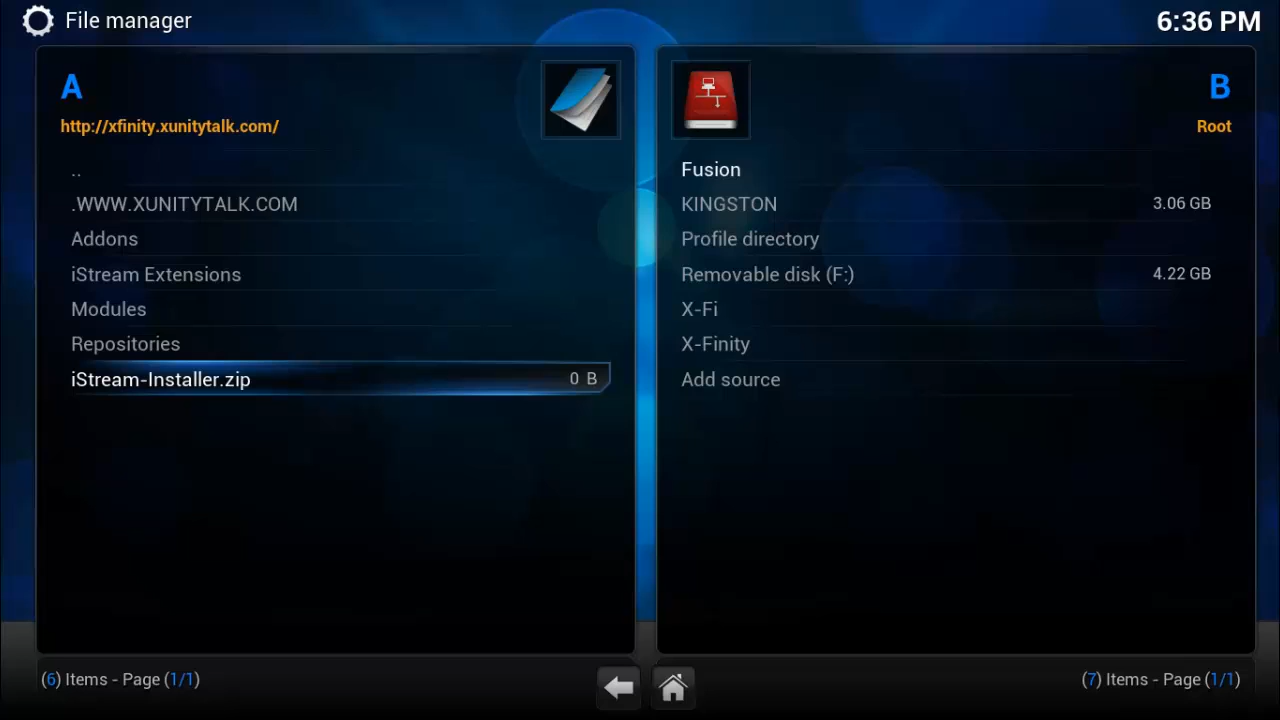 File manager
6:36 PM
A
http://xfinity.xunitytalk.com/
..
.WWW.XUNITYTALK.COM
Addons
iStream Extensions
Modules
Repositories
iStream-Installer.zip 0 B
(6) Items - Page (1/1)
B
Root
Fusion
KINGSTON 3.06 GB
Profile directory
Removable disk (F:) 4.22 GB
X-Fi
X-Finity
Add source
(7) Items - Page (1/1)